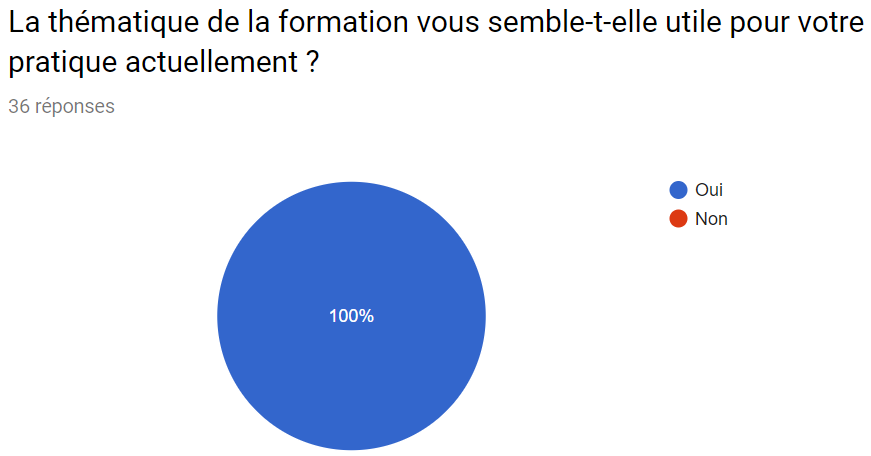 La thématique de la formation vous semble-t-elle utile pour votre
pratique actuellement ?
36 réponses
Oui
Non
100%